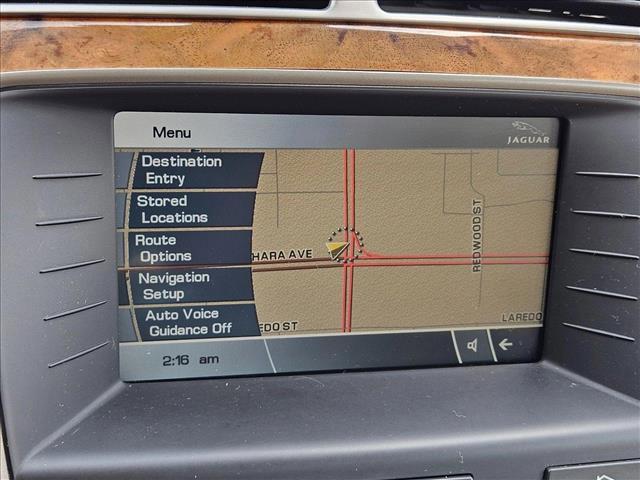 Menu
JAGUAR
Destination
Entry
Stored
Locations
Route
Options
Navigation
Setup
Auto Voice
Guidance Off
HARA AVE
REDWOOD ST
EDO ST
LAREDO
2:16 am